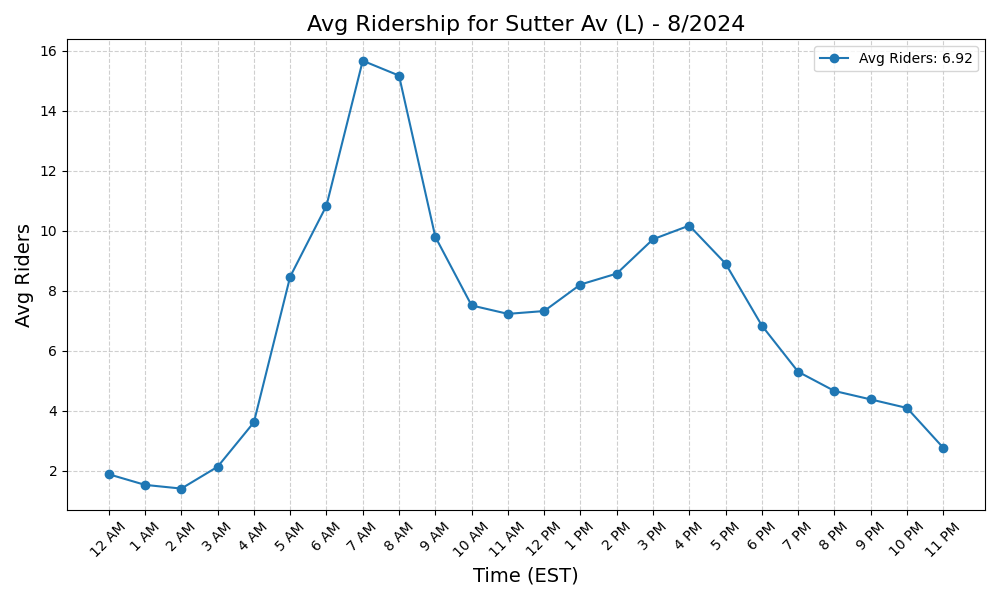 Avg Ridership for Sutter Av (L) - 8/2024
Avg Riders: 6.92
Avg Riders
16
14
12
10
8
6
4
2
12 AM
1 AM
2 AM
3 AM
4 AM
5 AM
6 AM
7 AM
8 AM
9 AM
10 AM
11 AM
12 PM
1 PM
2 PM
3 PM
4 PM
5 PM
6 PM
7 PM
8 PM
9 PM
10 PM
11 PM
Time (EST)